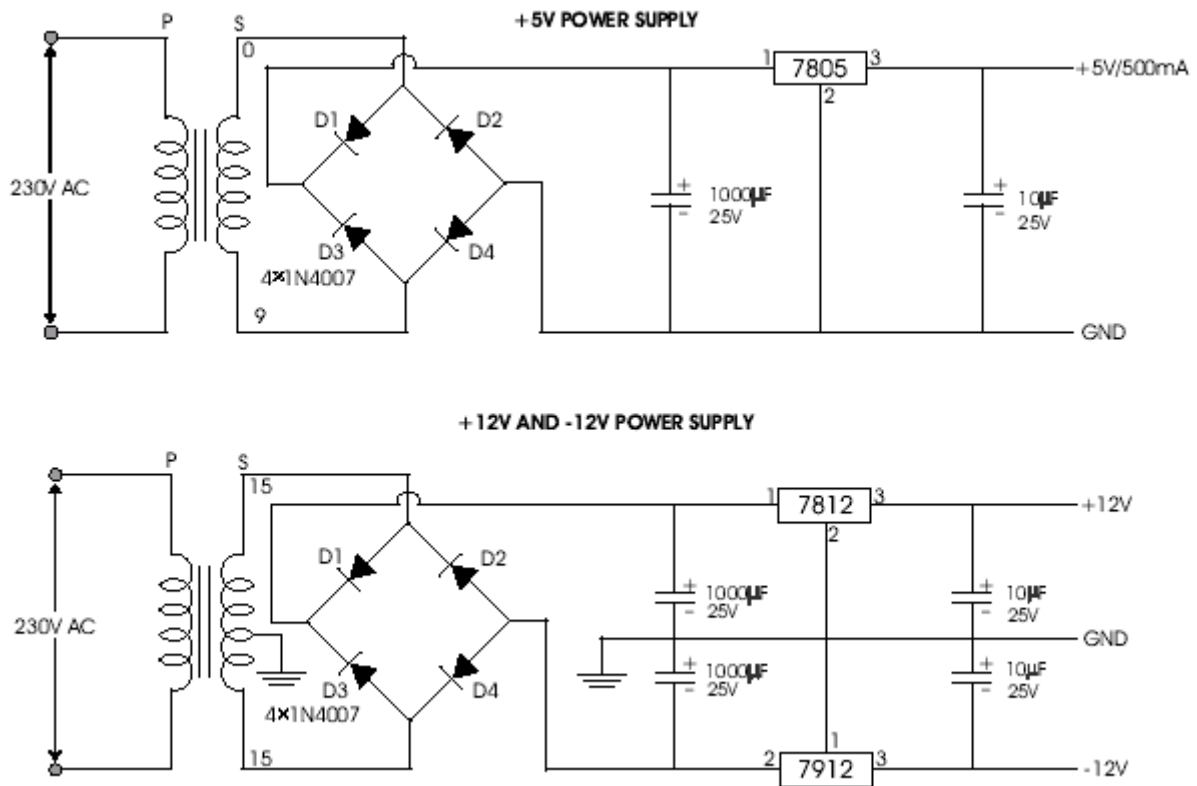 +5V POWER SUPPLY
P
S
0
1
7805
3
+5V/500mA
2
D1
D2
230V AC
+
1000µF
-
25V
+
10µF
-
25V
D3
D4
4×1N4007
9
GND
+12V AND -12V POWER SUPPLY
P
S
15
1
7812
3
+12V
2
D1
D2
+
1000µF
-
25V
+
10µF
-
25V
230V AC
GND
+
1000µF
-
25V
+
10µF
-
25V
D3
D4
4×1N4007
15
1
2
7912
3
-12V